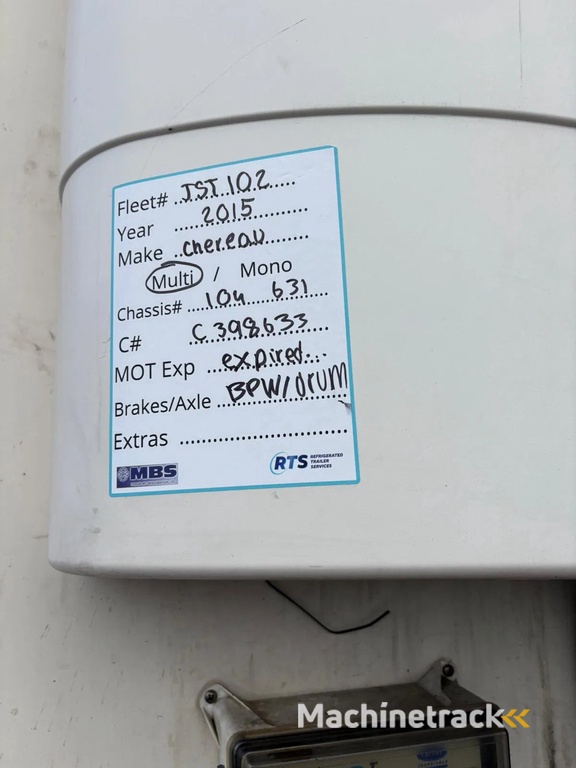 Fleet# TST 102
Year 2015
Make Chereau
Multi / Mono
Chassis# 104 631
C# C398633
MOT Exp expired
Brakes/Axle BPW/Drum
Extras
MBS
RTS REFRIGERATED TRAILER SERVICES
Machinetrack